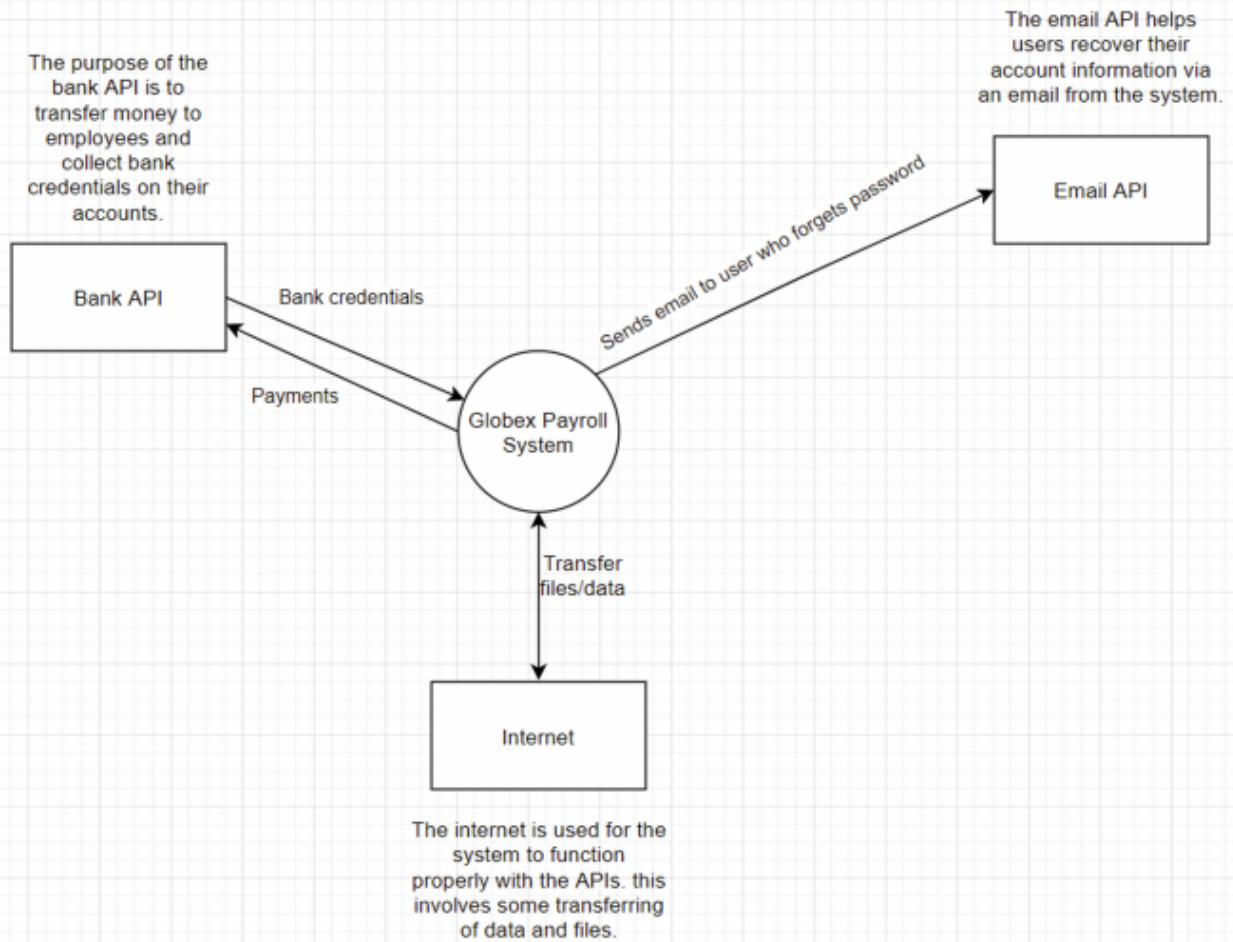 The email API helps
users recover their
account information via
an email from the system.
The purpose of the
bank API is to
transfer money to
employees and
collect bank
credentials on their
accounts.
Email API
Sends email to user who forgets password
Bank API
Bank credentials
Payments
Globex Payroll
System
Transfer
files/data
Internet
The internet is used for the
system to function
properly with the APIs. this
involves some transferring
of data and files.